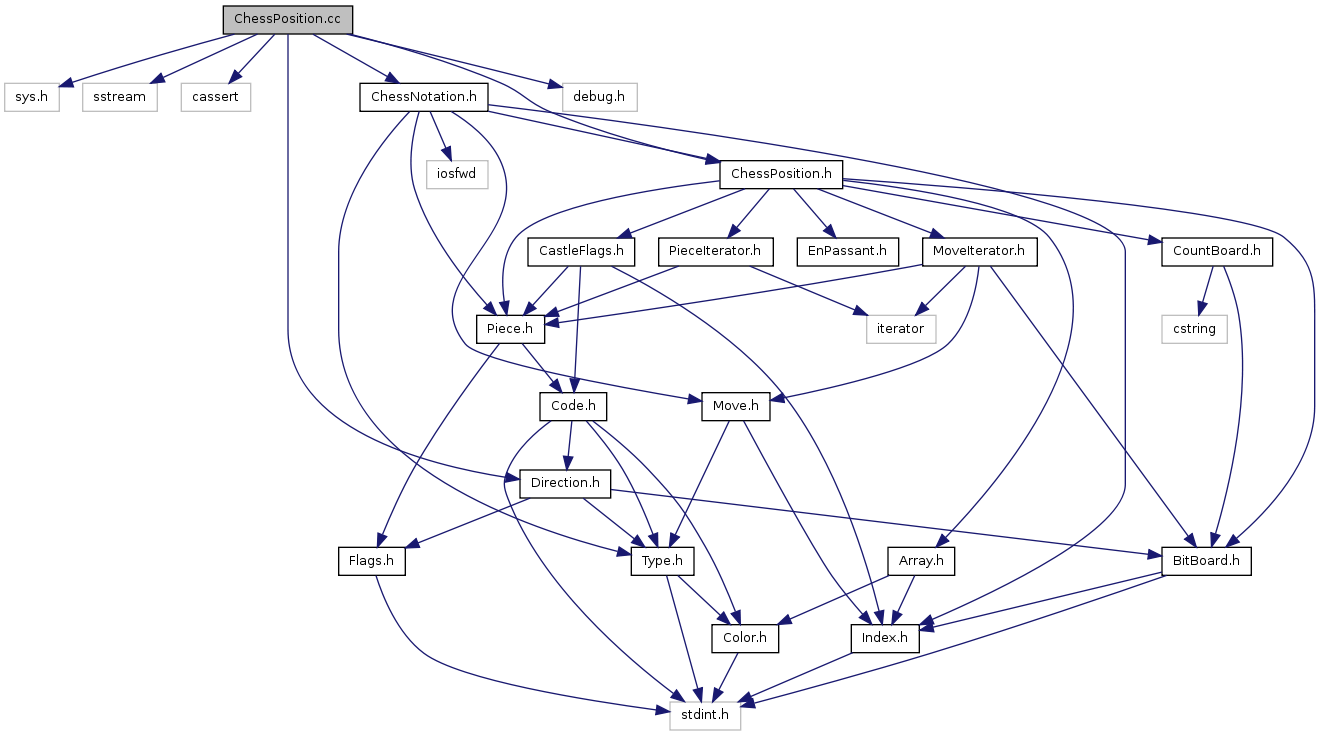 ChessPosition.cc
sys.h
sstream
cassert
ChessNotation.h
debug.h
iosfwd
ChessPosition.h
CastleFlags.h
PieceIterator.h
EnPassant.h
MoveIterator.h
CountBoard.h
Piece.h
iterator
cstring
Code.h
Move.h
Direction.h
Flags.h
Type.h
Array.h
BitBoard.h
Color.h
Index.h
stdint.h